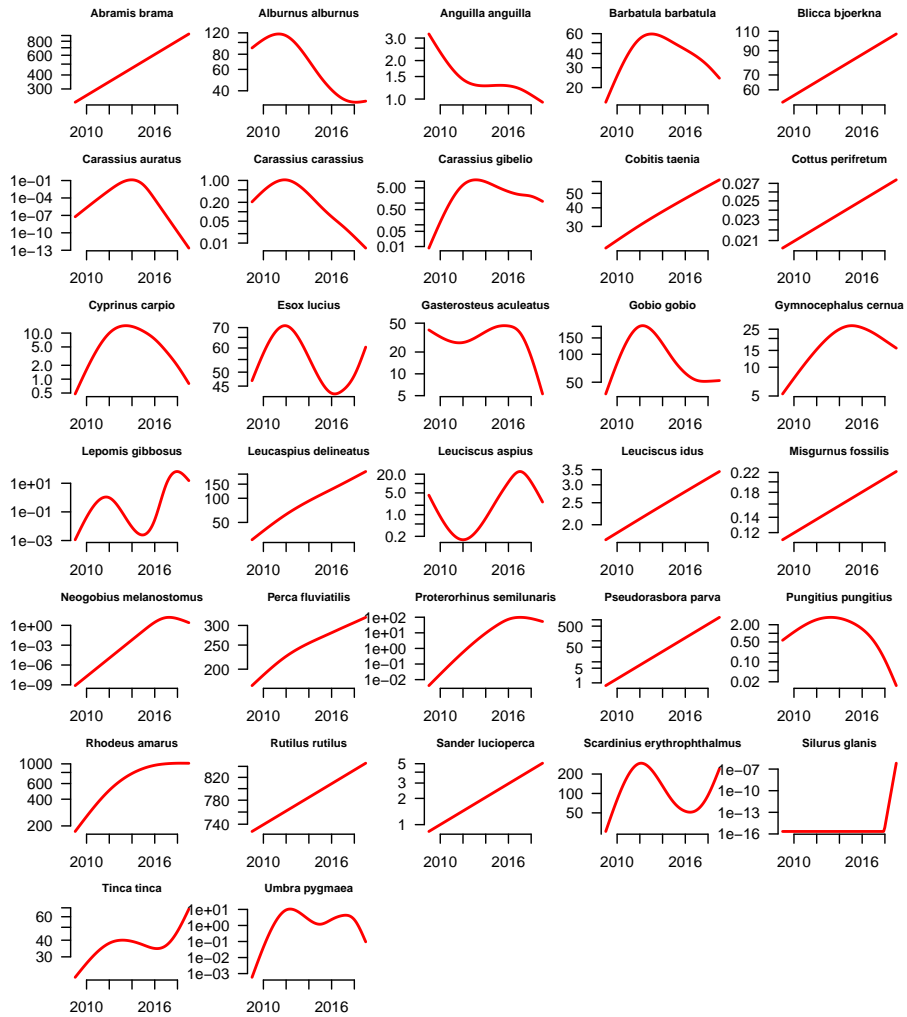 Abramis brama Alburnus alburnus Anguilla anguilla Barbatula barbatula Blicca bjoerkna
800 600 400 300 120 80 60 40 3.0 2.0 1.5 1.0 60 40 30 20 110 90 70 60
2010 2016 2010 2016 2010 2016 2010 2016 2010 2016
Carassius auratus Carassius carassius Carassius gibelio Cobitis taenia Cottus perifretum
1e−01 1e−04 1e−07 1e−10 1e−13 1.00 0.20 0.05 0.01 5.00 0.50 0.05 0.01 50 40 30 0.027 0.025 0.023 0.021
2010 2016 2010 2016 2010 2016 2010 2016 2010 2016
Cyprinus carpio Esox lucius Gasterosteus aculeatus Gobio gobio Gymnocephalus cernua
10.0 5.0 2.0 1.0 0.5 70 60 50 45 50 20 10 5 150 100 50 25 15 10 5
2010 2016 2010 2016 2010 2016 2010 2016 2010 2016
Lepomis gibbosus Leucaspius delineatus Leuciscus aspius Leuciscus idus Misgurnus fossilis
1e+01 1e−01 1e−03 150 100 50 20.0 5.0 1.0 0.2 3.5 3.0 2.5 2.0 0.22 0.18 0.14 0.12
2010 2016 2010 2016 2010 2016 2010 2016 2010 2016
Neogobius melanostomus Perca fluviatilis Proterorhinus semilunaris Pseudorasbora parva Pungitius pungitius
1e+00 1e−03 1e−06 1e−09 300 250 200 1e+02 1e+01 1e+00 1e−01 1e−02 500 50 5 1 2.00 0.50 0.10 0.02
2010 2016 2010 2016 2010 2016 2010 2016 2010 2016
Rhodeus amarus Rutilus rutilus Sander lucioperca Scardinius erythrophthalmus Silurus glanis
1000 600 400 200 820 780 740 5 3 2 1 200 100 50 1e−07 1e−10 1e−13 1e−16
2010 2016 2010 2016 2010 2016 2010 2016 2010 2016
Tinca tinca Umbra pygmaea
60 40 30 1e+01 1e+00 1e−01 1e−02 1e−03
2010 2016 2010 2016